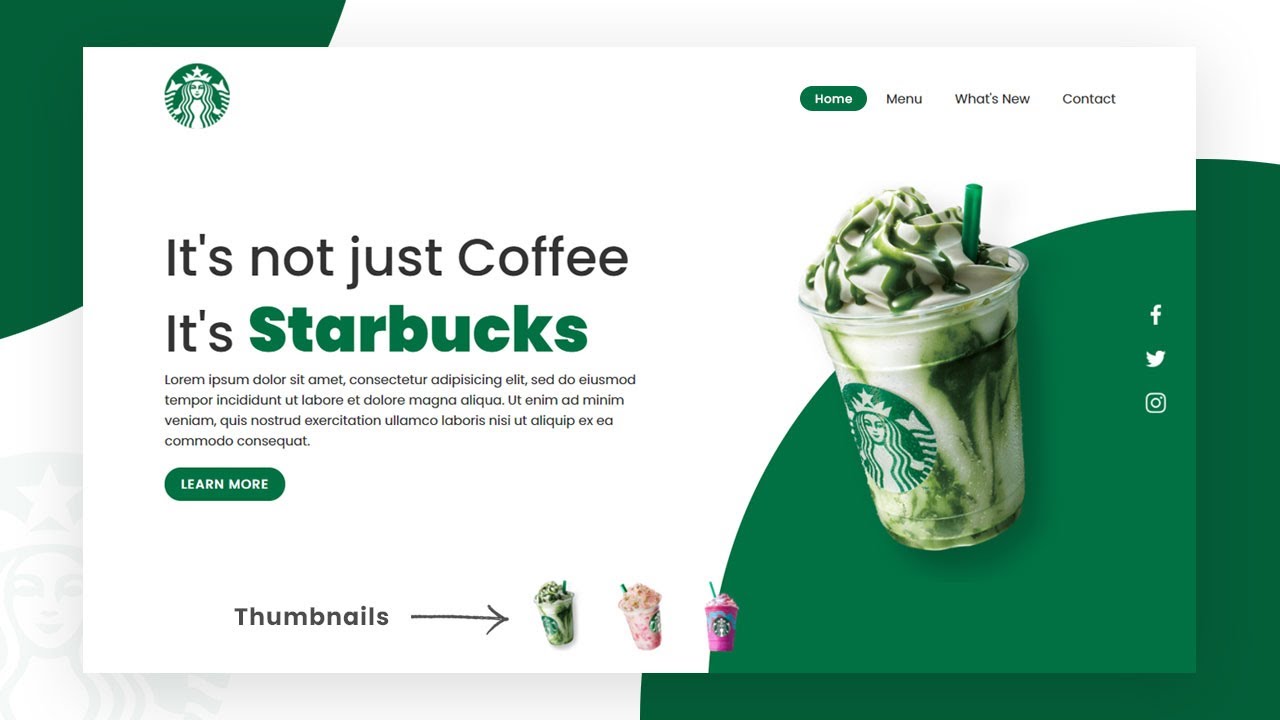 Home Menu What's New Contact
It's not just Coffee
It's Starbucks
Lorem ipsum dolor sit amet, consectetur adipisicing elit, sed do eiusmod
tempor incididunt ut labore et dolore magna aliqua. Ut enim ad minim
veniam, quis nostrud exercitation ullamco laboris nisi ut aliquip ex ea
commodo consequat.
LEARN MORE
Thumbnails